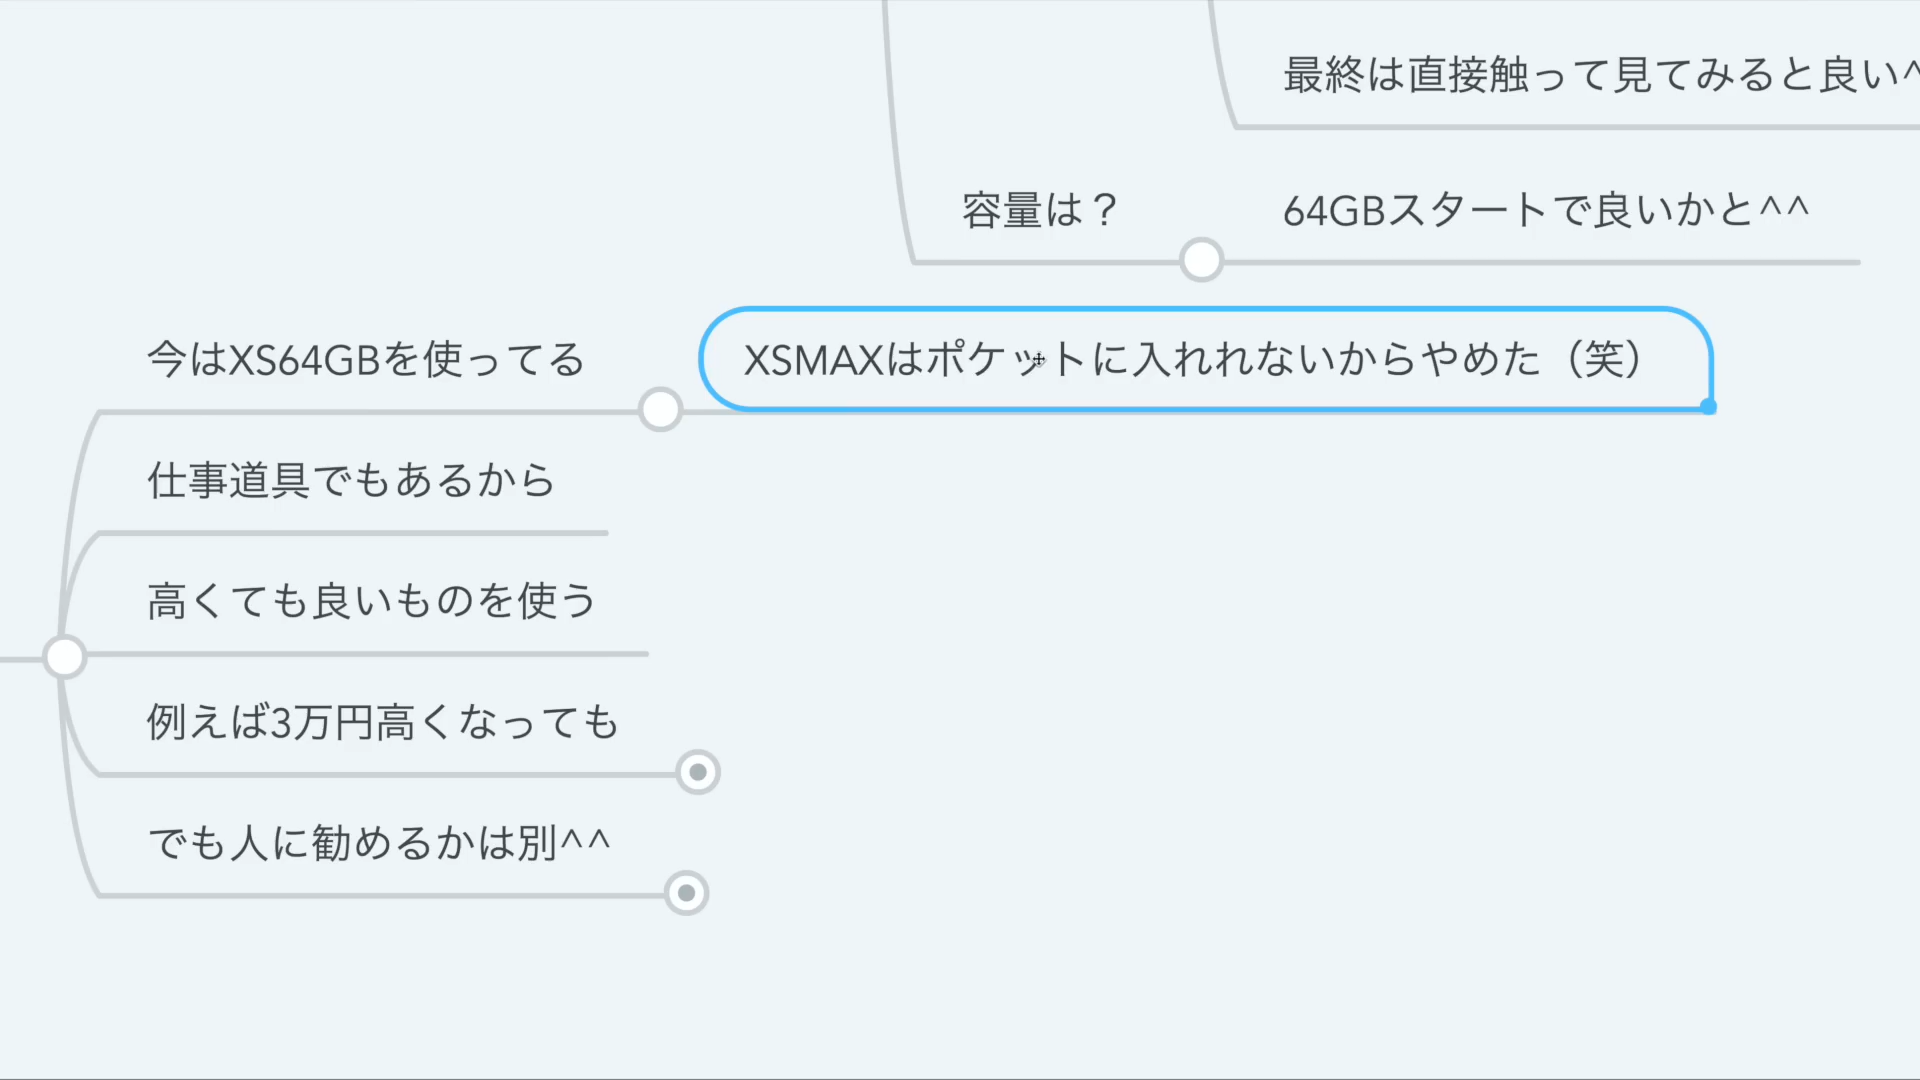 最終は直接触って見てみると良い^
容量は？
64GBスタートで良いかと^^
今はXS64GBを使ってる
XSMAXはポケットに入れれないからやめた（笑）
仕事道具でもあるから
高くても良いものを使う
例えば3万円高くなっても
でも人に勧めるかは別^^